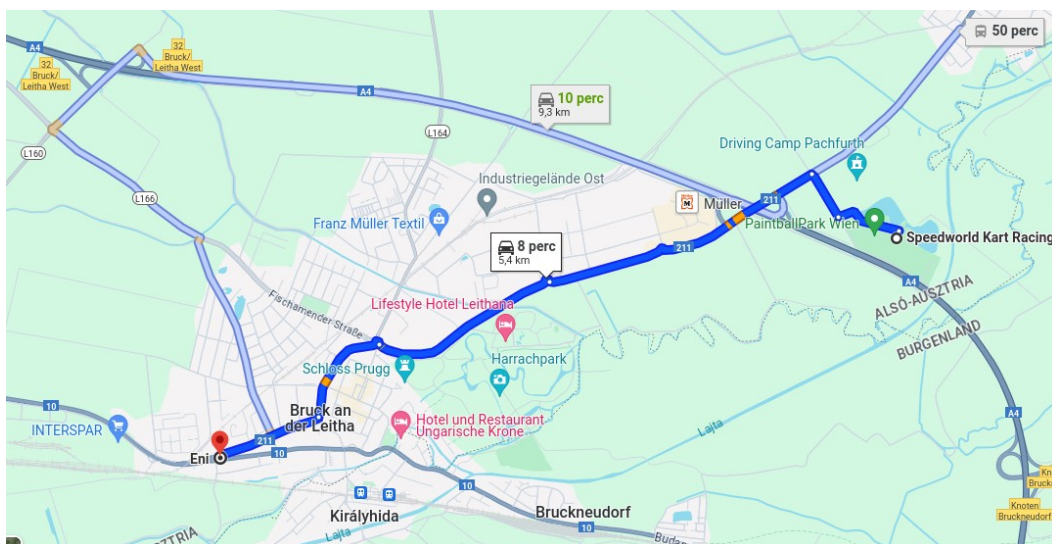 A4
32
Bruck/
Leitha West
32
Bruck/
Leitha West
50 perc
A4
10 perc
9,3 km
L164
L160
Driving Camp Pachfurth
Industriegelände Ost
L166
Müller
211
Franz Müller Textil
PaintballPark Wien
Speedworld Kart Racing
8 perc
5,4 km
211
A4
ALSÓ-AUSZTRIA
Fischamender Straße
Lifestyle Hotel Leithana
BURGENLAND
Harrachpark
Schloss Prugg
10
Bruck an
der Leitha
A4
INTERSPAR
Hotel und Restaurant
Ungarische Krone
Lajta
211
10
Eni
10
Knoten
Bruckneudorf
Királyhida
Bruckneudorf
10
Lajta